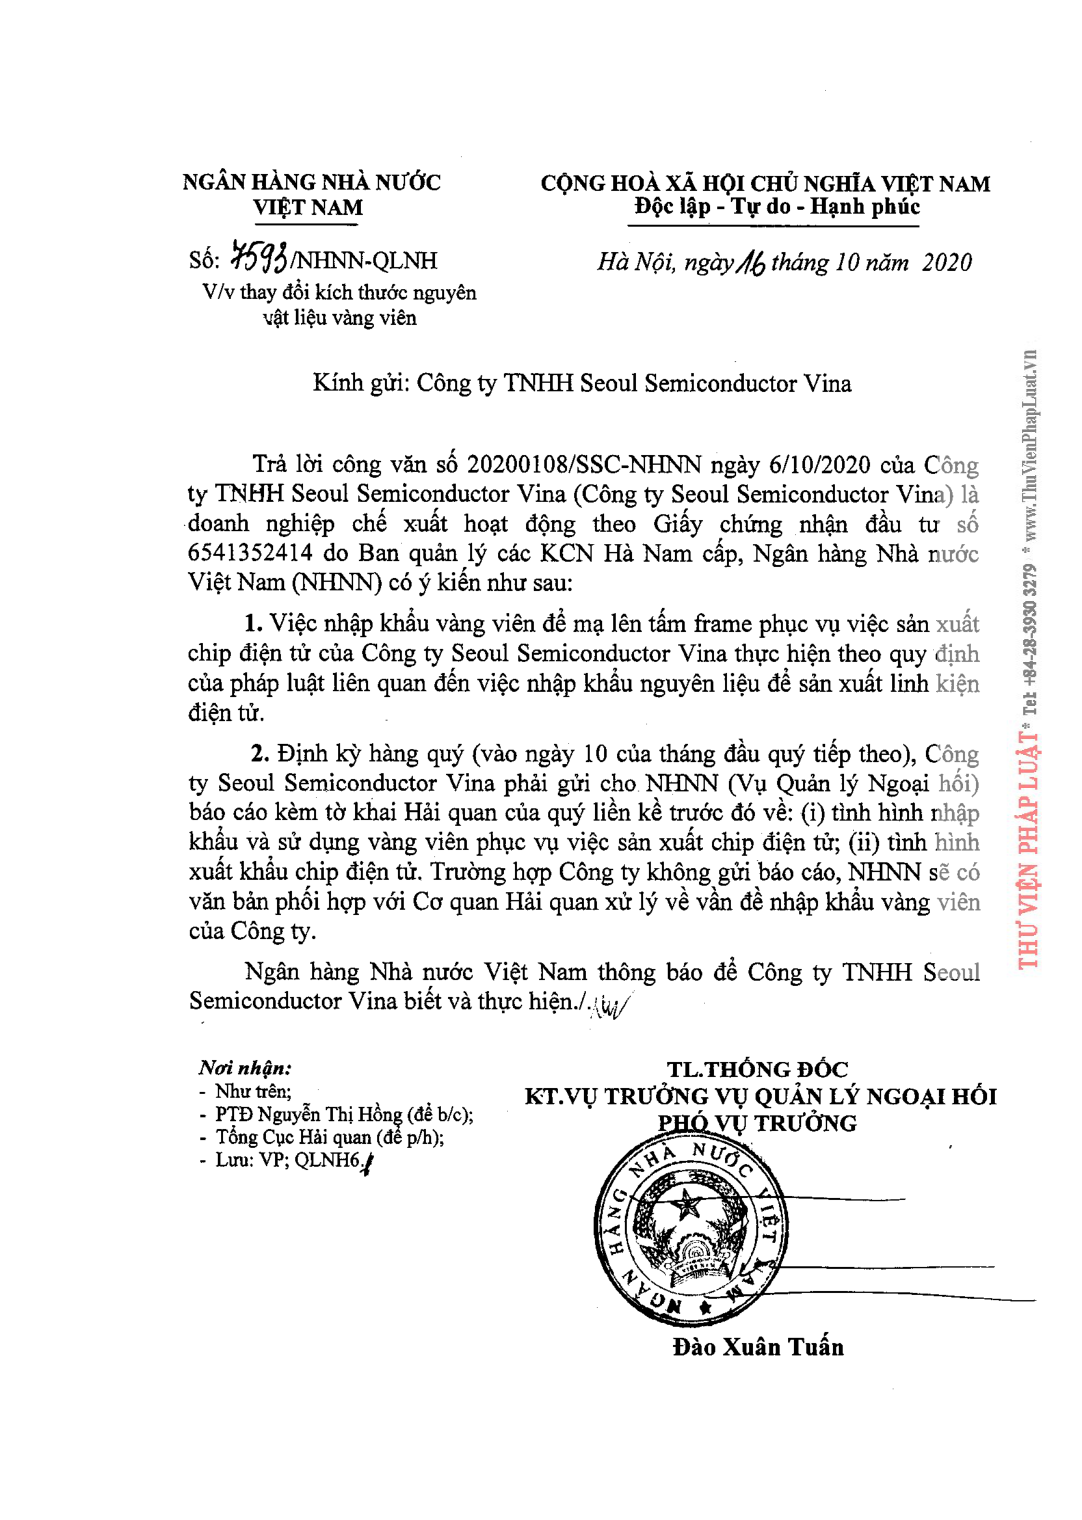 NGÂN HÀNG NHÀ NƯỚC
VIỆT NAM
CỘNG HOÀ XÃ HỘI CHỦ NGHĨA VIỆT NAM
Độc lập - Tự do - Hạnh phúc
Số: 7593/NHNN-QLNH
V/v thay đổi kích thước nguyên
vật liệu vàng viên
Hà Nội, ngày 16 tháng 10 năm 2020
Kính gửi: Công ty TNHH Seoul Semiconductor Vina
Trả lời công văn số 20200108/SSC-NHNN ngày 6/10/2020 của Công
ty TNHH Seoul Semiconductor Vina (Công ty Seoul Semiconductor Vina) là
doanh nghiệp chế xuất hoạt động theo Giấy chứng nhận đầu tư số
6541352414 do Ban quản lý các KCN Hà Nam cấp, Ngân hàng Nhà nước
Việt Nam (NHNN) có ý kiến như sau:
1. Việc nhập khẩu vàng viên để mạ lên tấm frame phục vụ việc sản xuất
chip điện tử của Công ty Seoul Semiconductor Vina thực hiện theo quy định
của pháp luật liên quan đến việc nhập khẩu nguyên liệu để sản xuất linh kiện
điện tử.
2. Định kỳ hàng quý (vào ngày 10 của tháng đầu quý tiếp theo), Công
ty Seoul Semiconductor Vina phải gửi cho NHNN (Vụ Quản lý Ngoại hối)
báo cáo kèm tờ khai Hải quan của quý liền kề trước đó về: (i) tình hình nhập
khẩu và sử dụng vàng viên phục vụ việc sản xuất chip điện tử; (ii) tình hình
xuất khẩu chip điện tử. Trường hợp Công ty không gửi báo cáo, NHNN sẽ có
văn bản phối hợp với Cơ quan Hải quan xử lý về vấn đề nhập khẩu vàng viên
của Công ty.
Ngân hàng Nhà nước Việt Nam thông báo để Công ty TNHH Seoul
Semiconductor Vina biết và thực hiện./.
Nơi nhận:
- Như trên;
- PTĐ Nguyễn Thị Hồng (để b/c);
- Tổng Cục Hải quan (để p/h);
- Lưu: VP; QLNH6.
TL.THỐNG ĐỐC
KT.VỤ TRƯỞNG VỤ QUẢN LÝ NGOẠI HỐI
PHÓ VỤ TRƯỞNG
NGÂN HÀNG NHÀ NƯỚC VIỆT NAM
VIỆT NAM
Đào Xuân Tuấn
THƯ VIỆN PHÁP LUẬT * Tel: +84-28-3930 3279 * www.ThuVienPhapLuat.vn